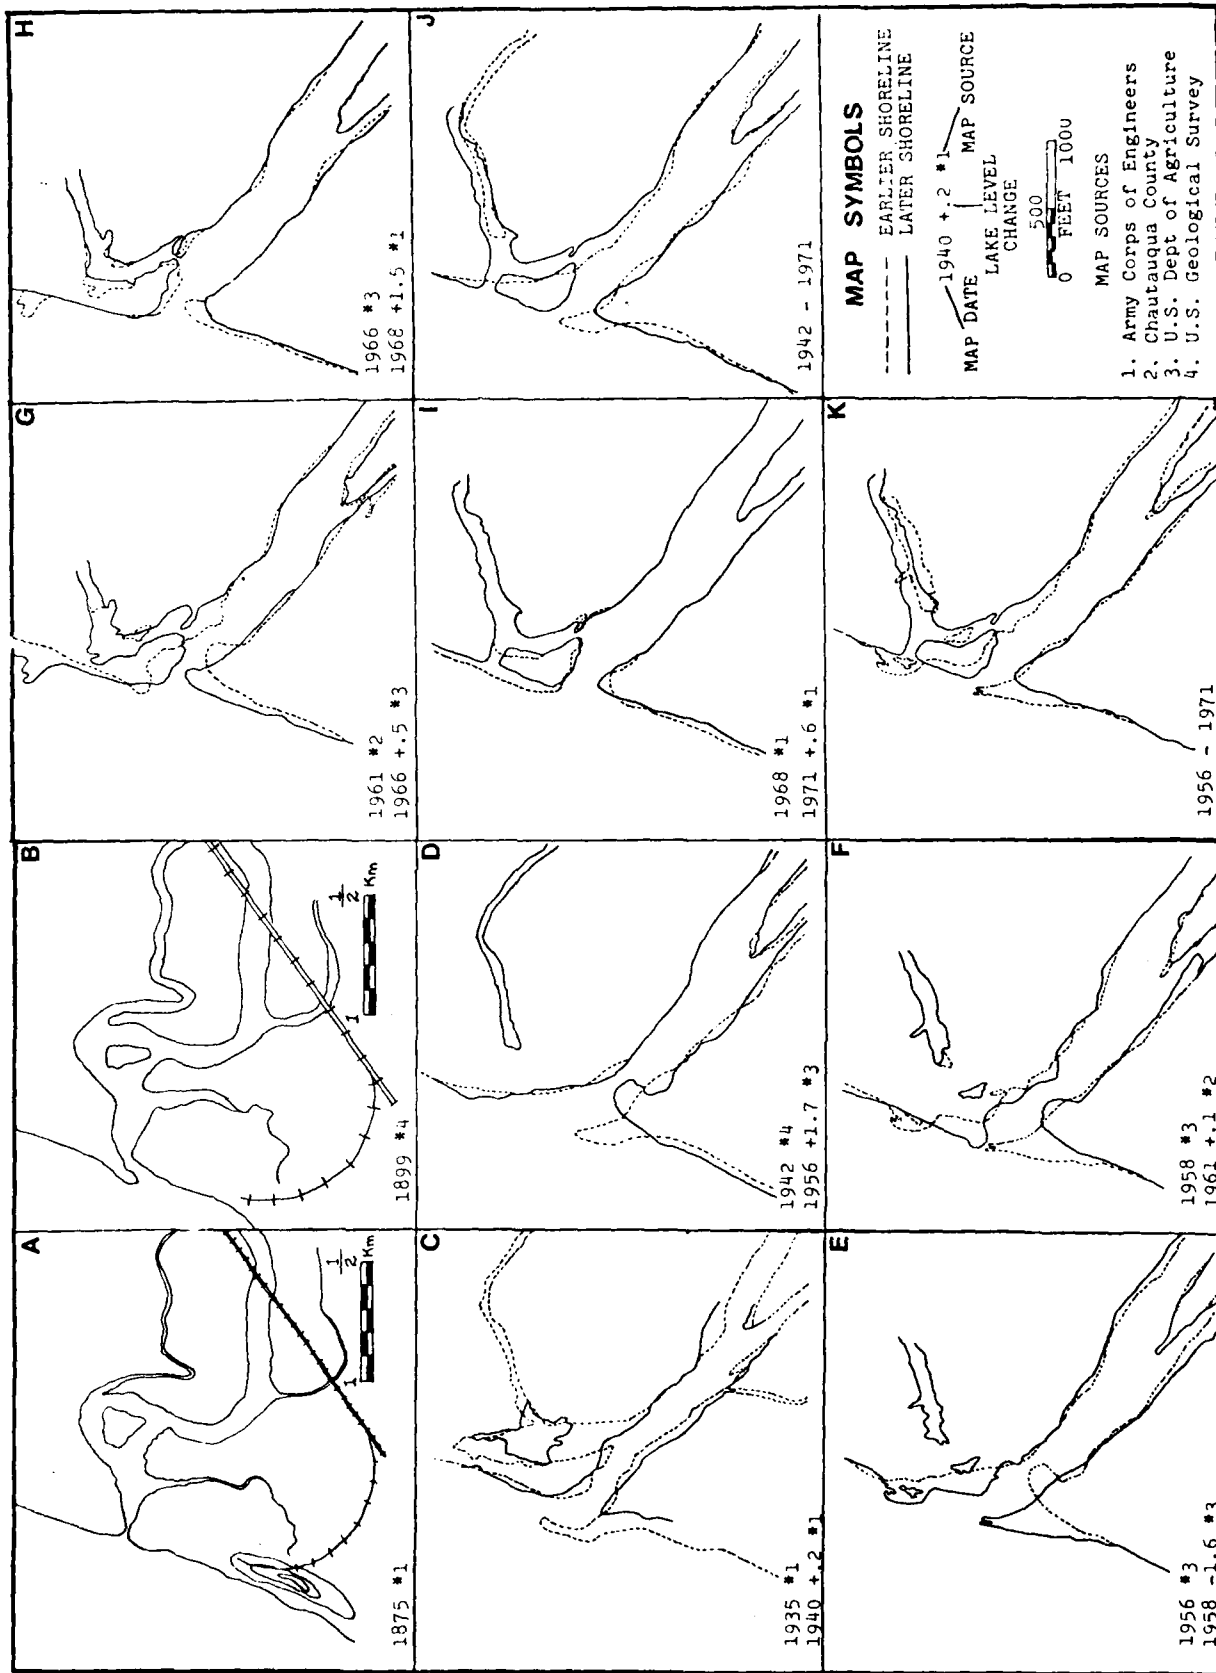 A
1875 #1
1
1/2
Km
B
1899 #4
1
1/2
Km
C
1935 #1
1940 +.2 #1
D
1942 #4
1956 +1.7 #3
E
1956 #3
1958 -1.6 #3
F
1958 #3
1961 +.1 #2
G
1961 #2
1966 +.5 #3
H
1966 #3
1968 +1.5 #1
I
1968 #1
1971 +.6 #1
J
1942 - 1971
K
1956 - 1971
MAP SYMBOLS
EARLIER SHORELINE
LATER SHORELINE
MAP DATE
1940 +.2 #1
LAKE LEVEL
CHANGE
MAP SOURCE
500
0 FEET 1000
MAP SOURCES
1. Army Corps of Engineers
2. Chautauqua County
3. U.S. Dept of Agriculture
4. U.S. Geological Survey